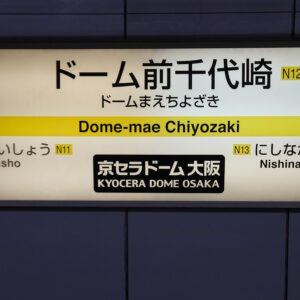 ドーム前千代崎 N12
ドームまえちよざき
Dome-mae Chiyozaki
いしょう N11
sho
N13 にしなが
Nishina
京セラドーム大阪
KYOCERA DOME OSAKA